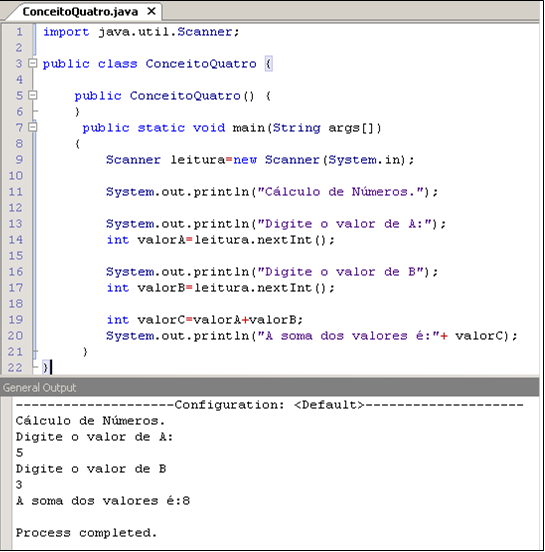 ConceitoQuatro.java ×
1 import java.util.Scanner;
2
3 public class ConceitoQuatro {
4
5     public ConceitoQuatro() {
6     }
7      public static void main(String args[])
8     {
9         Scanner leitura=new Scanner(System.in);
10
11         System.out.println("Cálculo de Números.");
12
13         System.out.println("Digite o valor de A:");
14         int valorA=leitura.nextInt();
15
16         System.out.println("Digite o valor de B");
17         int valorB=leitura.nextInt();
18
19         int valorC=valorA+valorB;
20         System.out.println("A soma dos valores é:"+ valorC);
21      }
22 }
General Output
--------------------Configuration: <Default>--------------------
Cálculo de Números.
Digite o valor de A:
5
Digite o valor de B
3
A soma dos valores é:8
Process completed.